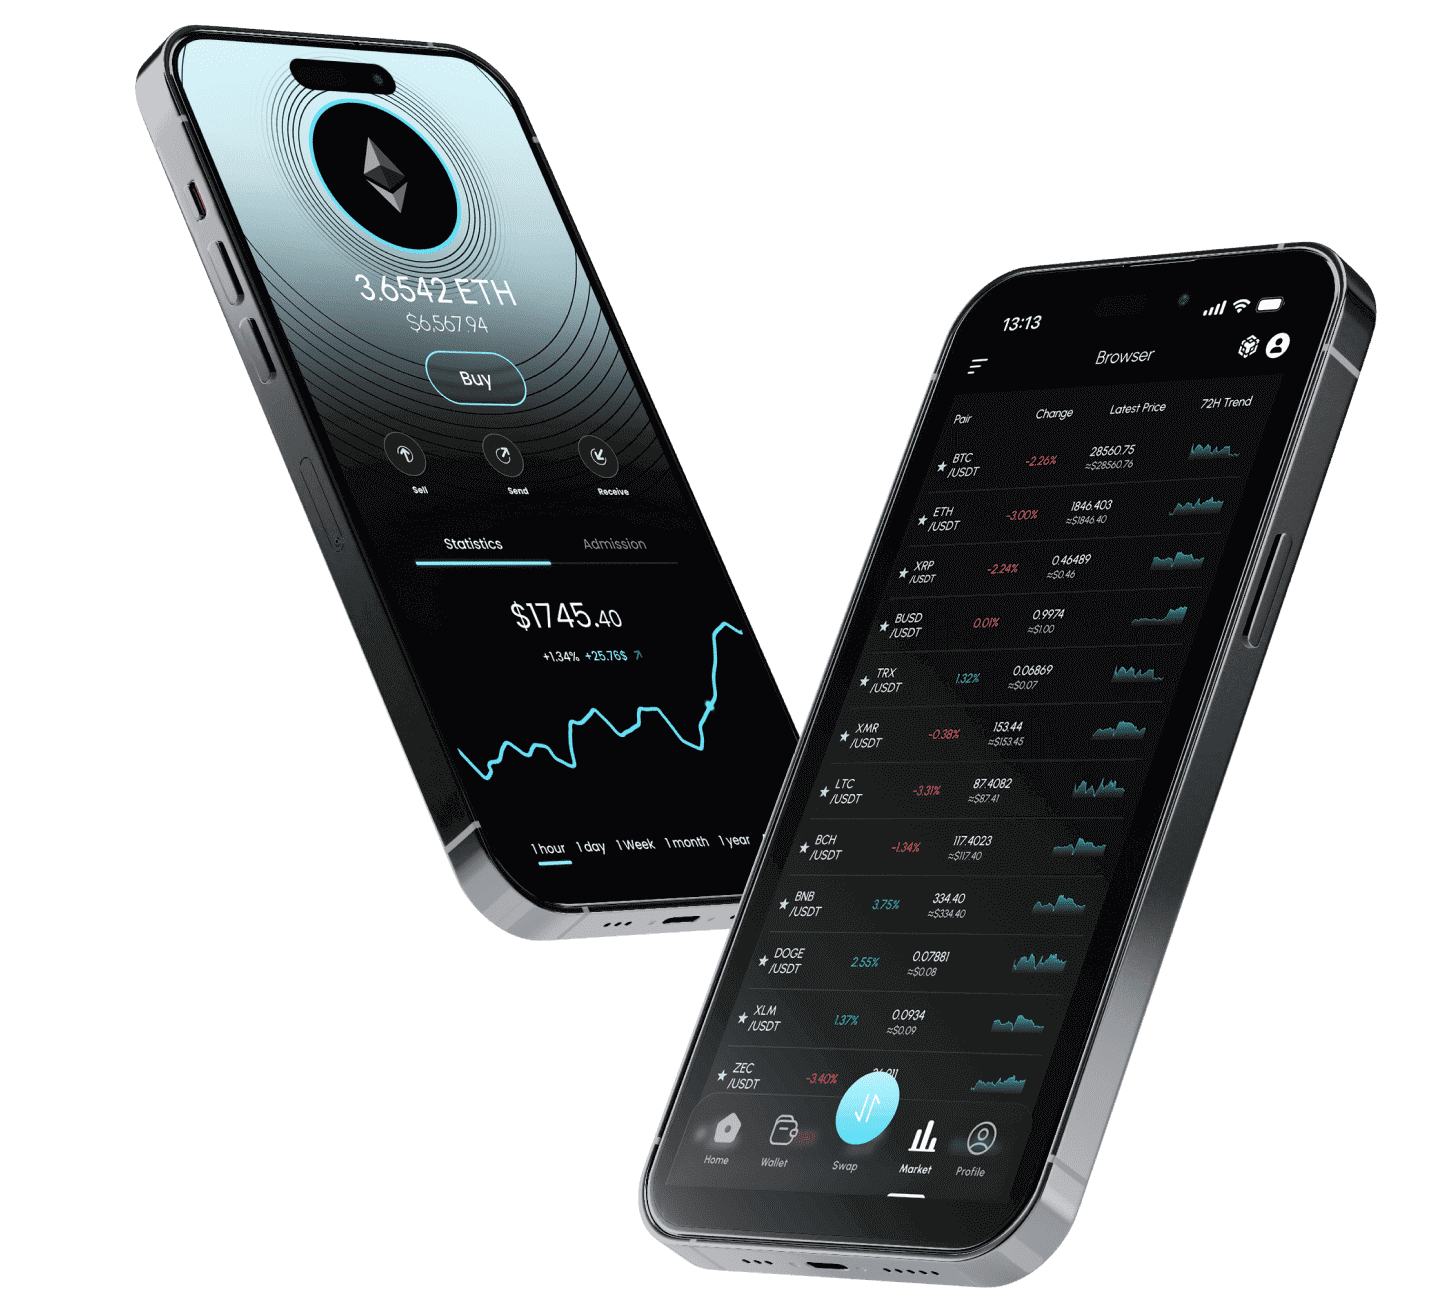 3.6542 ETH
$6,567.94
Buy
Sell
Send
Receive
Statistics
Admission
$1745.40
+1.34% +25.76$
1 hour
1 day
1 Week
1 month
1 year
13:13
Browser
Pair
Change
Latest Price
72H Trend
BTC
/USDT
-2.26%
28560.75
≈$28560.76
ETH
/USDT
-3.00%
1846.403
≈$1846.40
XRP
/USDT
-2.24%
0.46489
≈$0.46
BUSD
/USDT
0.01%
0.9974
≈$1.00
TRX
/USDT
1.32%
0.06869
≈$0.07
XMR
/USDT
-0.38%
153.44
≈$153.45
LTC
/USDT
-3.31%
87.4082
≈$87.41
BCH
/USDT
-1.34%
117.4023
≈$117.40
BNB
/USDT
3.75%
334.40
≈$334.40
DOGE
/USDT
2.55%
0.07881
≈$0.08
XLM
/USDT
1.37%
0.0934
≈$0.09
ZEC
/USDT
-3.40%
Home
Wallet
Swap
Market
Profile